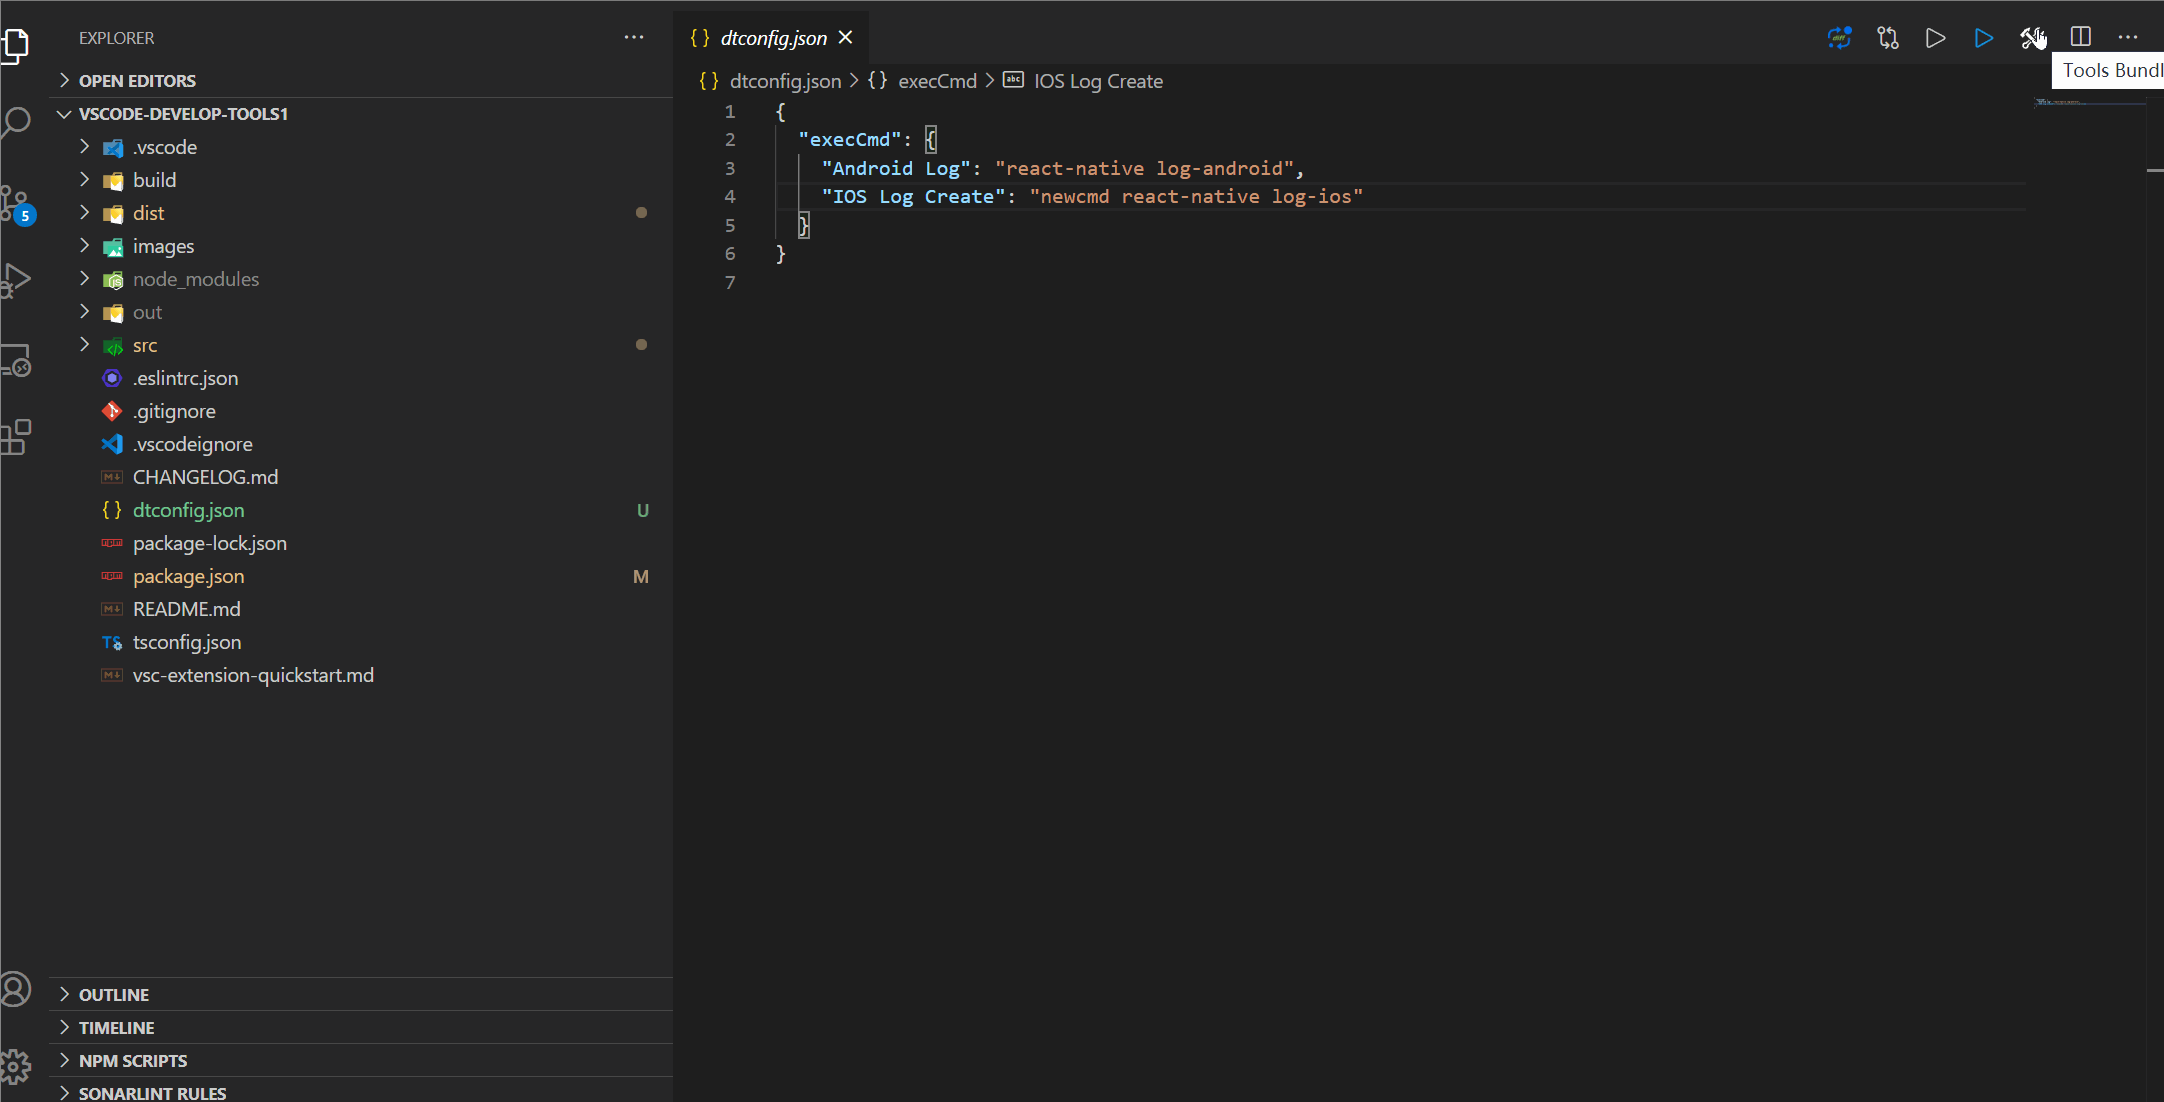 EXPLORER
OPEN EDITORS
VSCODE-DEVELOP-TOOLS1
.vscode
build
dist
images
node_modules
out
src
.eslintrc.json
.gitignore
.vscodeignore
CHANGELOG.md
dtconfig.json U
package-lock.json
package.json M
README.md
tsconfig.json
vsc-extension-quickstart.md
OUTLINE
TIMELINE
NPM SCRIPTS
SONARLINT RULES
5
{} dtconfig.json
Tools Bundl
{} dtconfig.json > {} execCmd > abc IOS Log Create
1 {
2 "execCmd": {
3 "Android Log": "react-native log-android",
4 "IOS Log Create": "newcmd react-native log-ios"
5 }
6 }
7